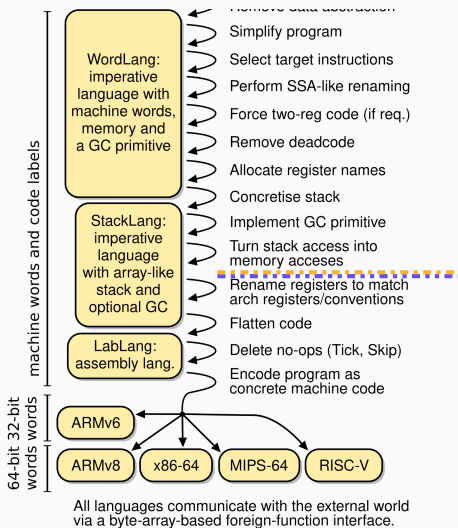 Remove data abstraction
Simplify program
WordLang:
imperative
language with
machine words,
memory and
a GC primitive
Select target instructions
Perform SSA-like renaming
Force two-reg code (if req.)
Remove deadcode
Allocate register names
Concretise stack
StackLang:
imperative
language
with array-like
stack and
optional GC
Implement GC primitive
Turn stack access into
memory acceses
Rename registers to match
arch registers/conventions
Flatten code
LabLang:
assembly lang.
Delete no-ops (Tick, Skip)
Encode program as
concrete machine code
machine words and code labels
32-bit
words
ARMv6
64-bit
words
ARMv8
x86-64
MIPS-64
RISC-V
All languages communicate with the external world
via a byte-array-based foreign-function interface.